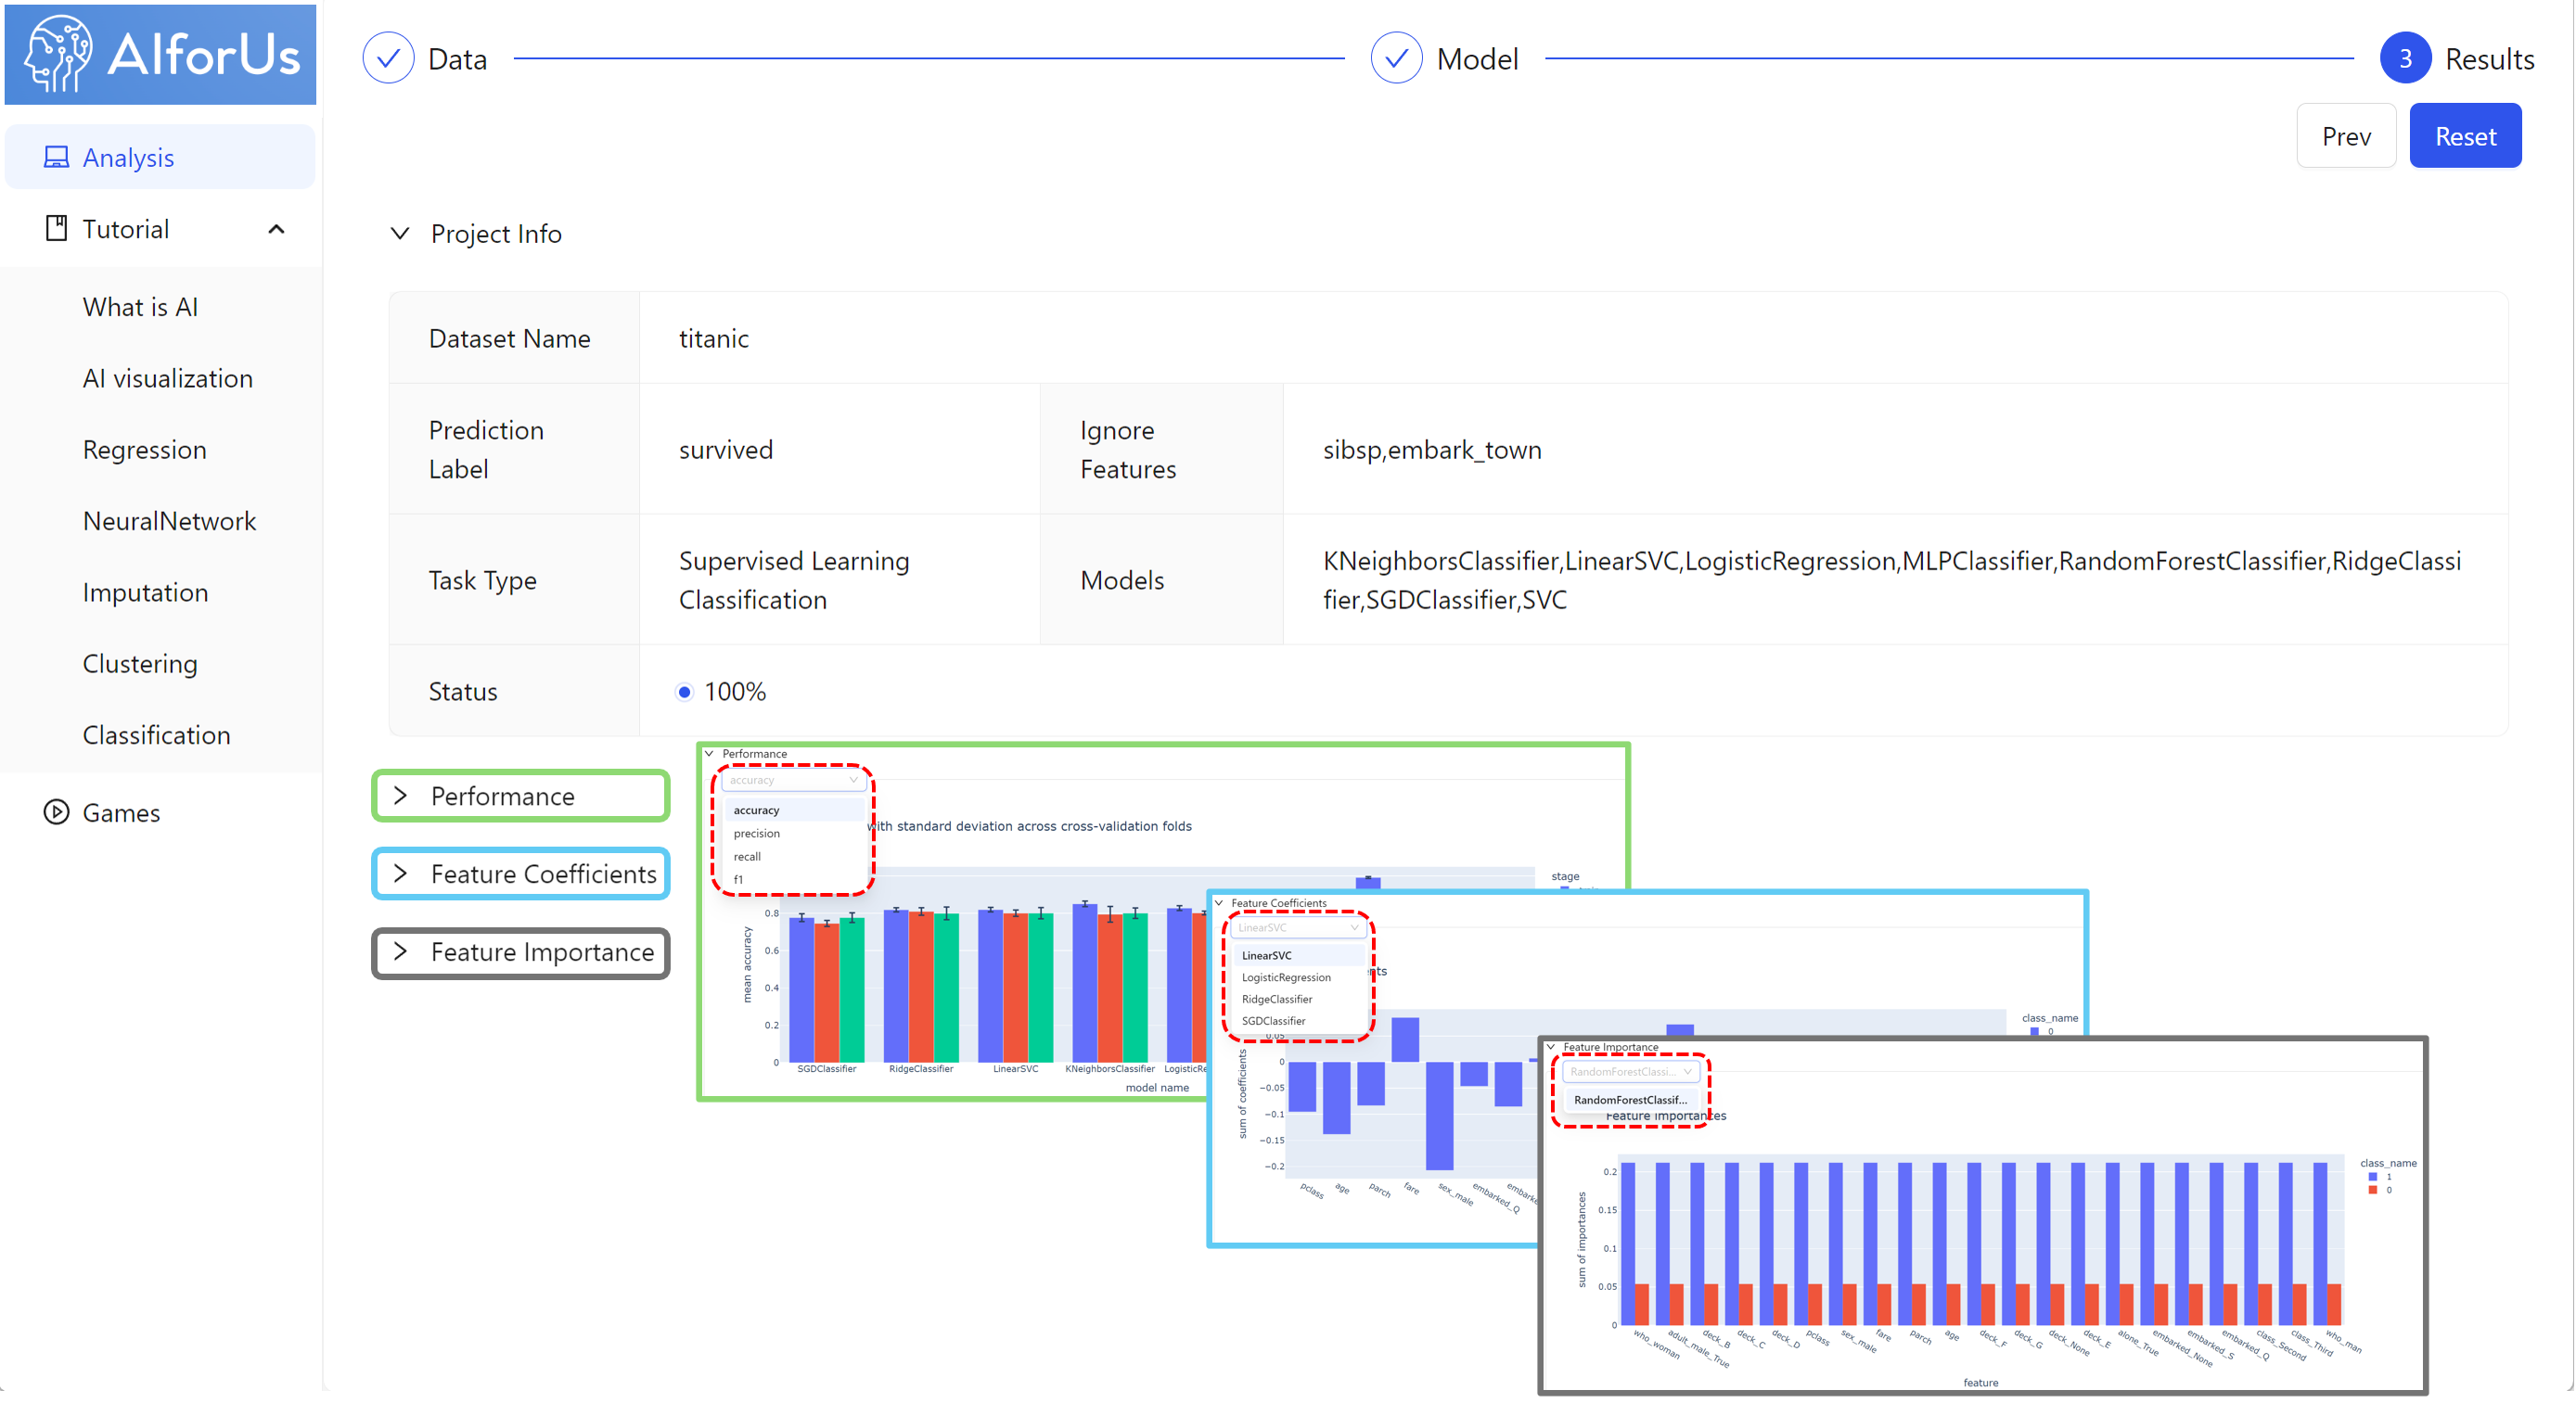 AIforUs
Data
Model
3
Results
Prev
Reset
Analysis
Tutorial
What is AI
AI visualization
Regression
NeuralNetwork
Imputation
Clustering
Classification
Games
Project Info
Dataset Name
titanic
Prediction
Label
survived
Ignore
Features
sibsp,embark_town
Task Type
Supervised Learning
Classification
Models
KNeighborsClassifier,LinearSVC,LogisticRegression,MLPClassifier,RandomForestClassifier,RidgeClassi
fier,SGDClassifier,SVC
Status
100%
Performance
Feature Coefficients
Feature Importance
Performance
accuracy
accuracy
precision
recall
f1
with standard deviation across cross-validation folds
stage
mean accuracy
0.8
0.6
0.4
0.2
0
SGDClassifier
RidgeClassifier
LinearSVC
KNeighborsClassifier
LogisticRe
model name
Feature Coefficients
LinearSVC
LinearSVC
LogisticRegression
RidgeClassifier
SGDClassifier
nts
class_name
0
sum of coefficients
0.05
0
−0.05
−0.1
−0.15
−0.2
pclass
age
parch
fare
sex_male
embarked_Q
embarke
Feature Importance
RandomForestClassi...
RandomForestClassif...
Feature Importances
class_name
1
0
sum of importances
0.2
0.15
0.1
0.05
0
who_woman
adult_male_True
deck_B
deck_C
deck_D
pclass
sex_male
fare
parch
age
deck_F
deck_G
deck_None
deck_E
alone_True
embarked_None
embarked_S
embarked_Q
class_Second
class_Third
who_man
feature